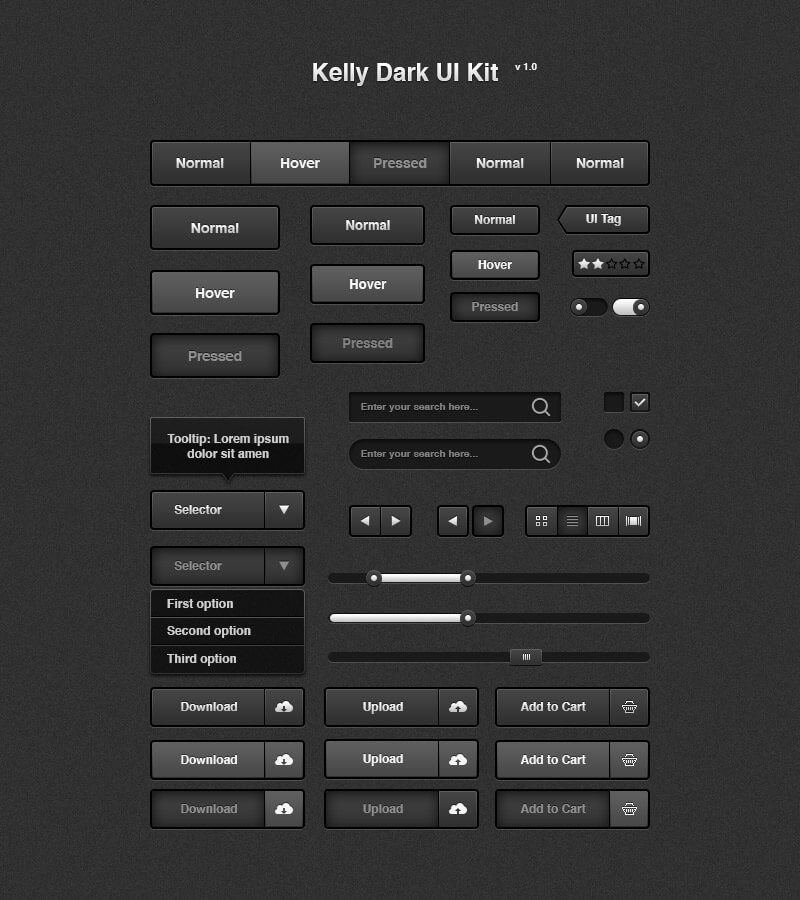 Kelly Dark UI Kit v 1.0
Normal Hover Pressed Normal Normal
Normal Normal Normal UI Tag
Hover Hover Hover
Pressed Pressed Pressed
Enter your search here...
Tooltip: Lorem ipsum
dolor sit amen
Enter your search here...
Selector
Selector
First option
Second option
Third option
Download Upload Add to Cart
Download Upload Add to Cart
Download Upload Add to Cart